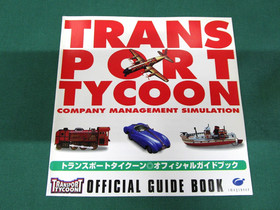 TRANS
PORT
TYCOON
COMPANY MANAGEMENT SIMULATION
トランスポートタイクーン◎オフィシャルガイドブック
TRANSPORT
TYCOON
OFFICIAL GUIDE BOOK
imagineer